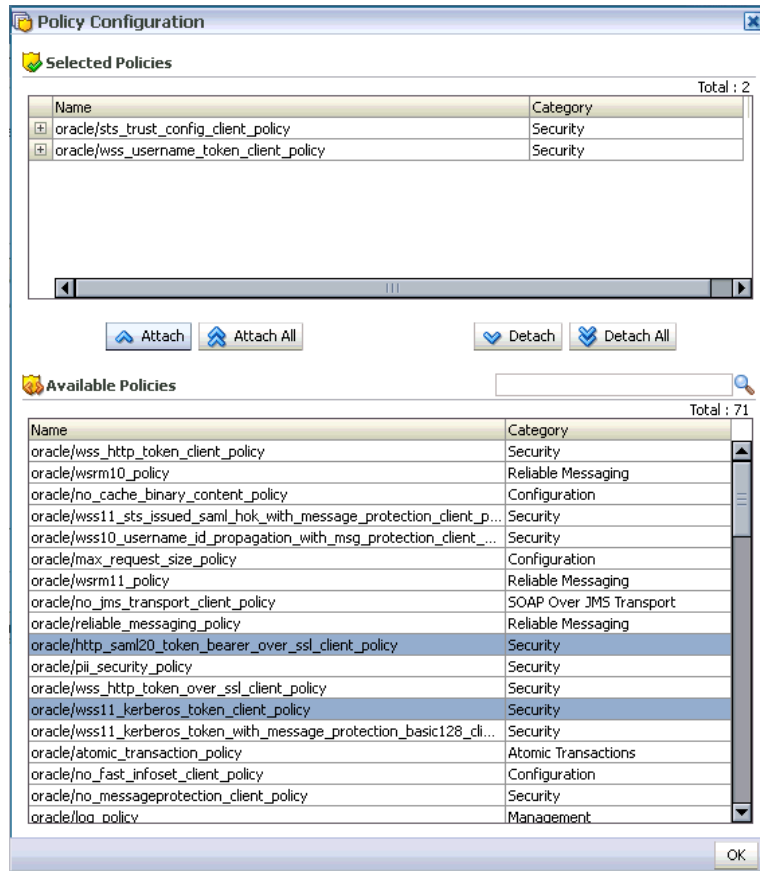 Policy Configuration
Selected Policies
Total : 2
Name Category
oracle/sts_trust_config_client_policy Security
oracle/wss_username_token_client_policy Security
Attach Attach All Detach Detach All
Available Policies
Total : 71
Name Category
oracle/wss_http_token_client_policy Security
oracle/wsrm10_policy Reliable Messaging
oracle/no_cache_binary_content_policy Configuration
oracle/wss11_sts_issued_saml_hok_with_message_protection_client_p... Security
oracle/wss10_username_id_propagation_with_msg_protection_client_... Security
oracle/max_request_size_policy Configuration
oracle/wsrm11_policy Reliable Messaging
oracle/no_jms_transport_client_policy SOAP Over JMS Transport
oracle/reliable_messaging_policy Reliable Messaging
oracle/http_saml20_token_bearer_over_ssl_client_policy Security
oracle/pii_security_policy Security
oracle/wss_http_token_over_ssl_client_policy Security
oracle/wss11_kerberos_token_client_policy Security
oracle/wss11_kerberos_token_with_message_protection_basic128_cli... Security
oracle/atomic_transaction_policy Atomic Transactions
oracle/no_fast_infoset_client_policy Configuration
oracle/no_messageprotection_client_policy Security
oracle/log_policy Management
OK